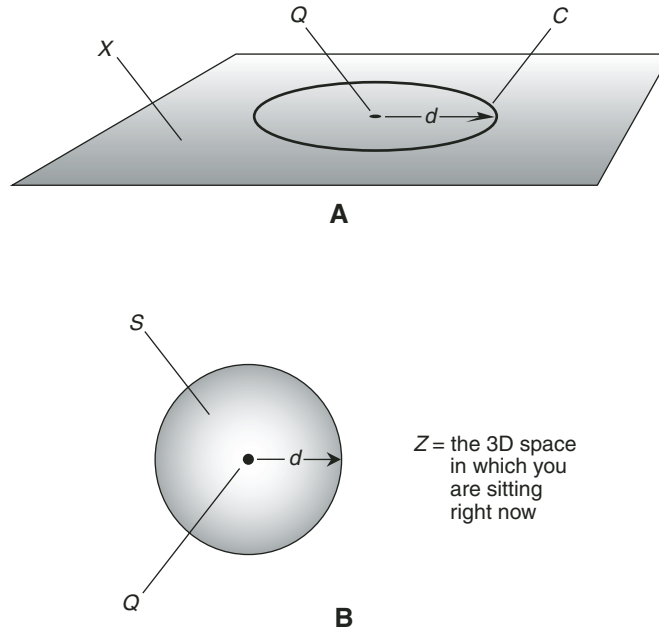 Q
C
X
d
A
S
Z = the 3D space
in which you
are sitting
right now
d
Q
B